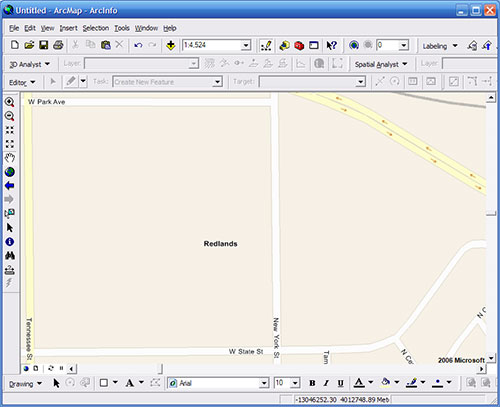 Untitled - ArcMap - ArcInfo
File Edit View Insert Selection Tools Window Help
1:4,524
0
Labeling
3D Analyst
Layer:
Spatial Analyst
Layer:
Editor
Task:
Create New Feature
Target:
W Park Ave
Redlands
Tennessee St
New York St
W State St
Tam
N Ce
N C
2006 Microsoft
Drawing
A
Arial
10
B I U A
-13046252.30 4012748.89 Met